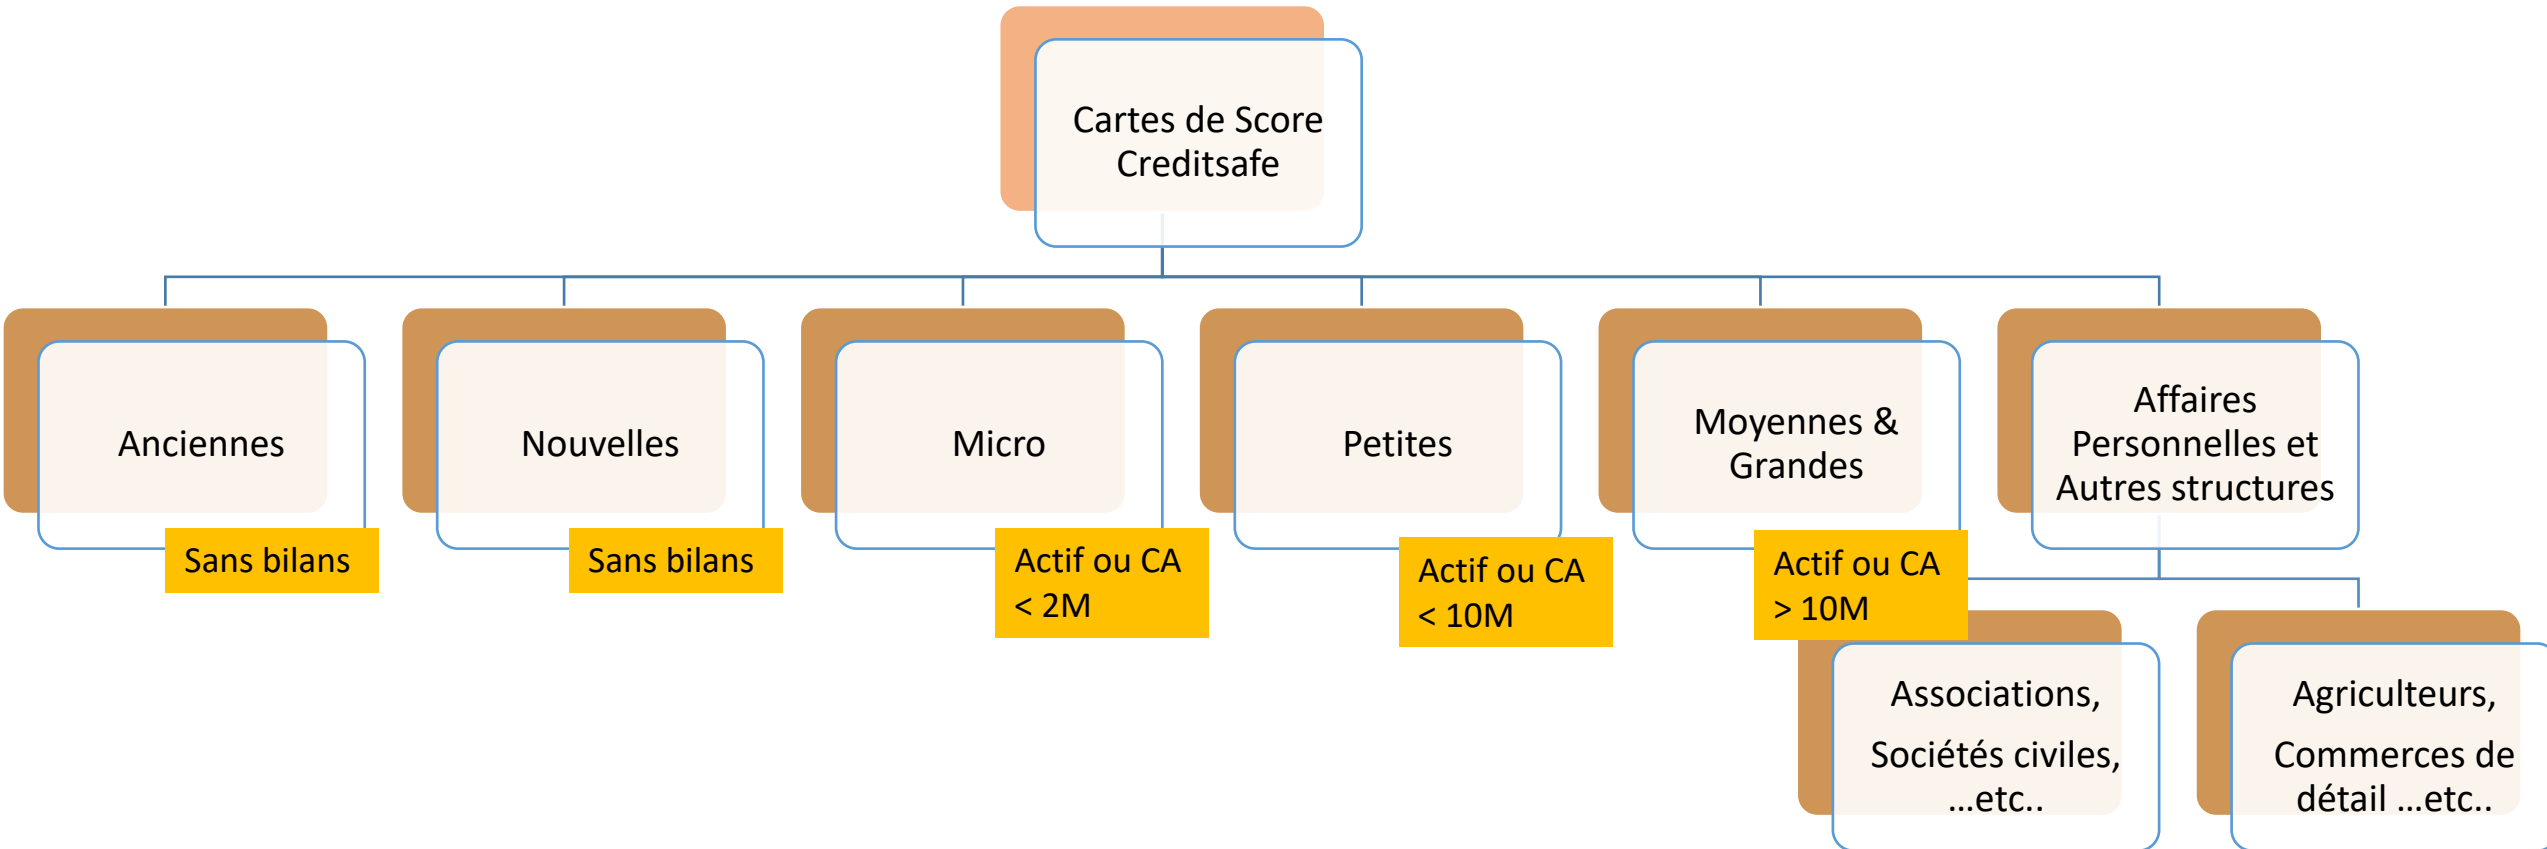 Cartes de Score
Creditsafe
Anciennes
Sans bilans
Nouvelles
Sans bilans
Micro
Actif ou CA
< 2M
Petites
Actif ou CA
< 10M
Moyennes &
Grandes
Actif ou CA
> 10M
Affaires
Personnelles et
Autres structures
Associations,
Sociétés civiles,
...etc..
Agriculteurs,
Commerces de
détail ...etc..